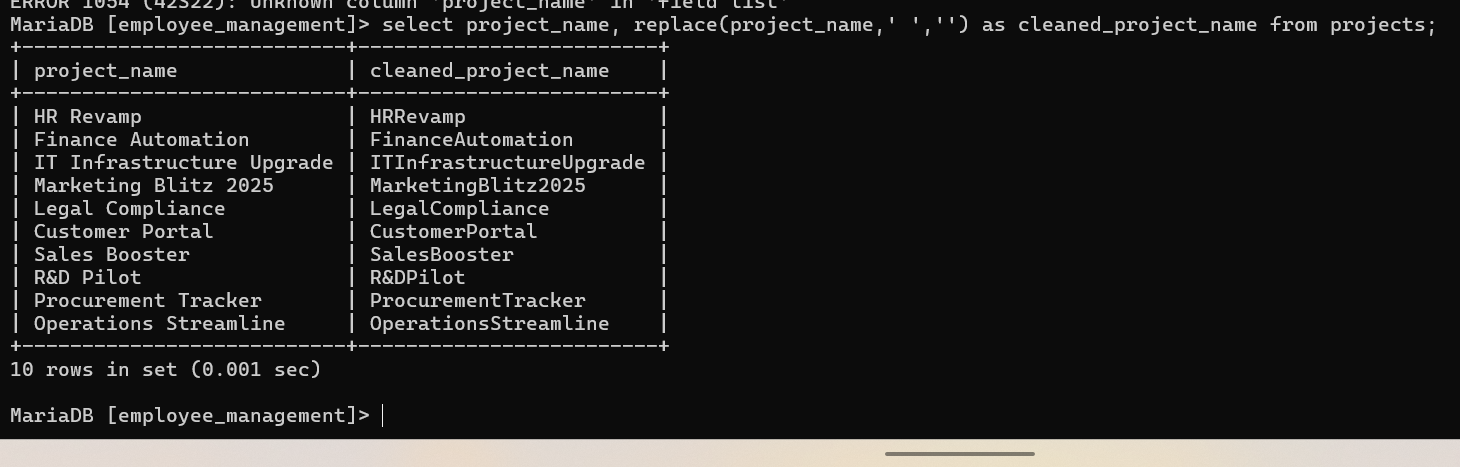 ERROR 1054 (42S22): Unknown column 'project_name' in 'field list'
MariaDB [employee_management]> select project_name, replace(project_name,' ','') as cleaned_project_name from projects;
+--------------------------+-------------------------+
| project_name             | cleaned_project_name    |
+--------------------------+-------------------------+
| HR Revamp                | HRRevamp                |
| Finance Automation       | FinanceAutomation       |
| IT Infrastructure Upgrade | ITInfrastructureUpgrade |
| Marketing Blitz 2025     | MarketingBlitz2025      |
| Legal Compliance         | LegalCompliance         |
| Customer Portal          | CustomerPortal          |
| Sales Booster            | SalesBooster            |
| R&D Pilot                | R&DPilot                |
| Procurement Tracker      | ProcurementTracker      |
| Operations Streamline    | OperationsStreamline    |
+--------------------------+-------------------------+
10 rows in set (0.001 sec)
MariaDB [employee_management]>